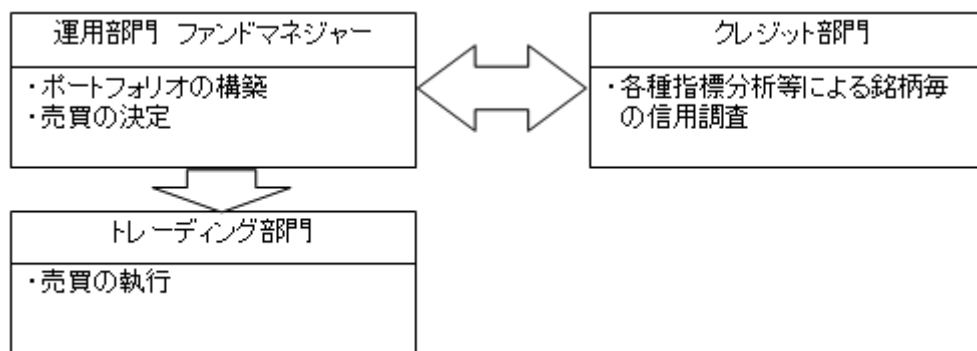 運用部門 ファンドマネジャー
・ポートフォリオの構築
・売買の決定
クレジット部門
・各種指標分析等による銘柄毎
の信用調査
トレーディング部門
・売買の執行